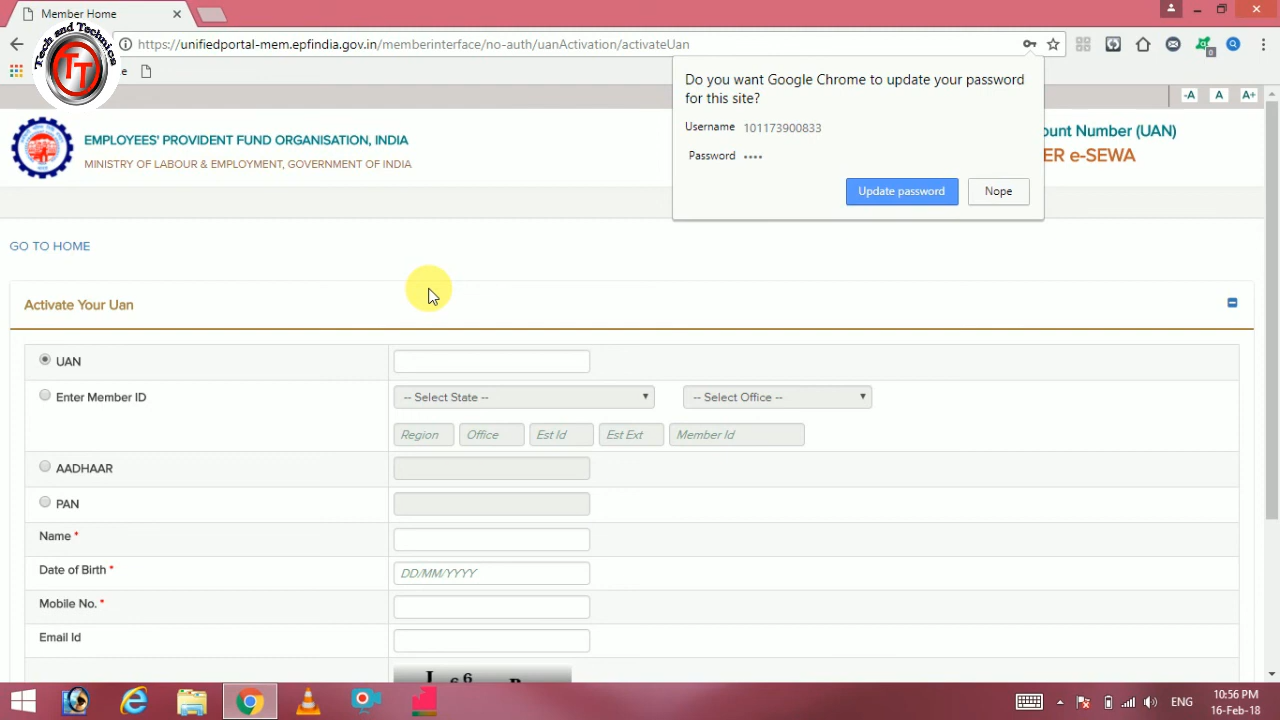 Member Home
https://unifiedportal-mem.epfindia.gov.in/memberinterface/no-auth/uanActivation/activateUan
Tech and Technics
TT
e
Do you want Google Chrome to update your password
for this site?
Username 101173900833
Password ••••
Update password
Nope
-A A A+
EMPLOYEES' PROVIDENT FUND ORGANISATION, INDIA
MINISTRY OF LABOUR & EMPLOYMENT, GOVERNMENT OF INDIA
ount Number (UAN)
ER e-SEWA
GO TO HOME
Activate Your Uan
UAN
Enter Member ID
-- Select State --
-- Select Office --
Region
Office
Est Id
Est Ext
Member Id
AADHAAR
PAN
Name *
Date of Birth *
DD/MM/YYYY
Mobile No. *
Email Id
ENG
10:56 PM
16-Feb-18